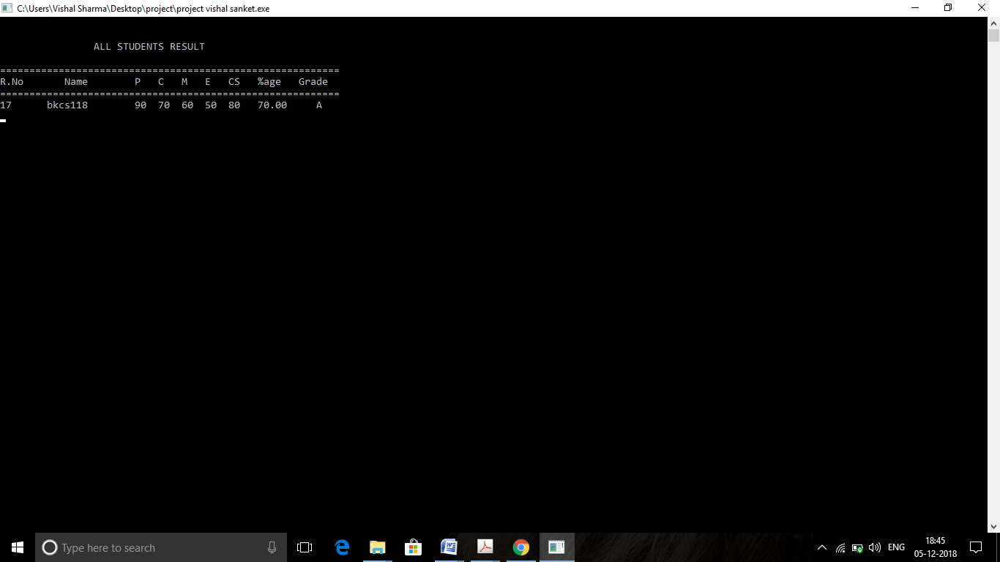 C:\Users\Vishal Sharma\Desktop\project\project vishal sanket.exe
ALL STUDENTS RESULT
==========================================================
R.No Name P C M E CS %age Grade
==========================================================
17 bkcs118 90 70 60 50 80 70.00 A
Type here to search
ENG
18:45
05-12-2018